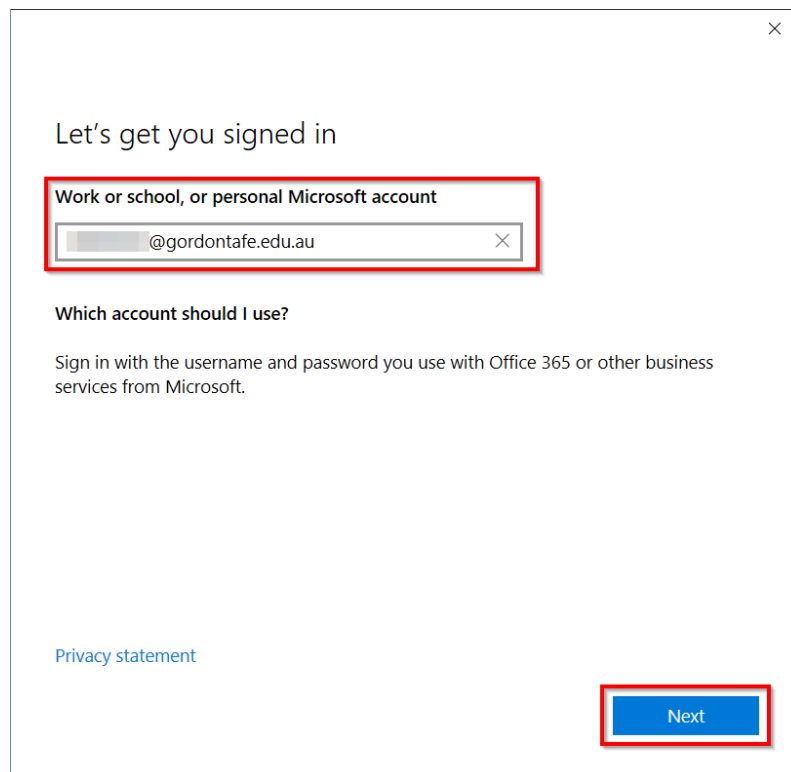 Let's get you signed in
Work or school, or personal Microsoft account
@gordontafe.edu.au
Which account should I use?
Sign in with the username and password you use with Office 365 or other business
services from Microsoft.
Privacy statement
Next